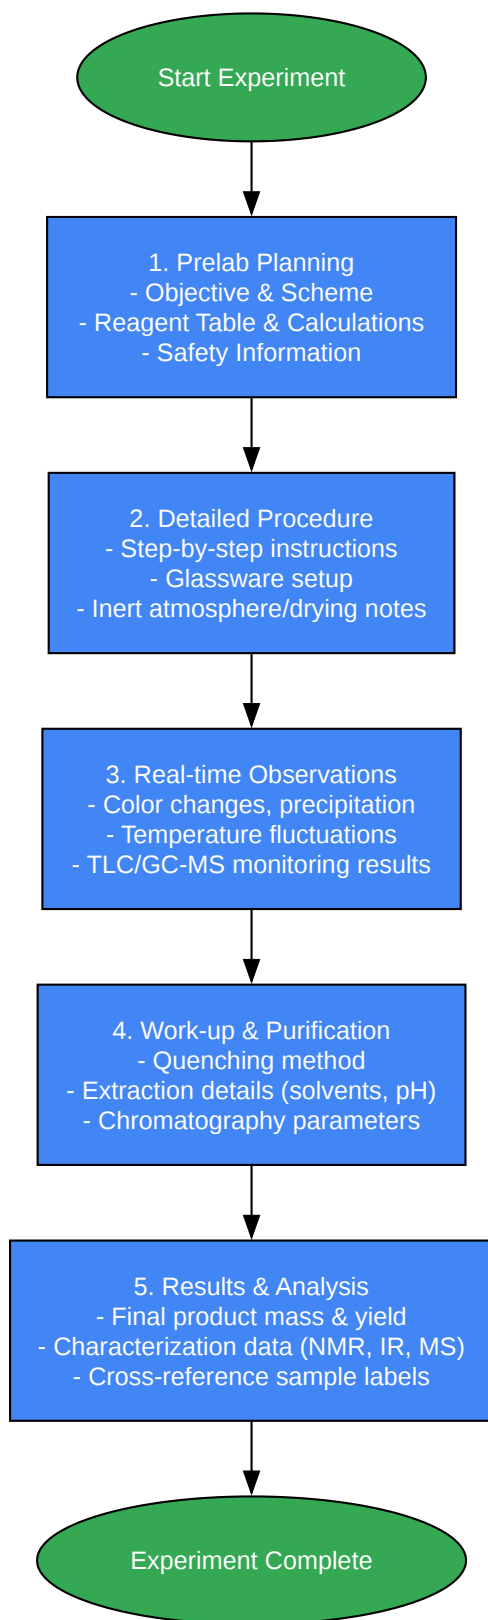 Start Experiment
1. Prelab Planning
- Objective & Scheme
- Reagent Table & Calculations
- Safety Information
2. Detailed Procedure
- Step-by-step instructions
- Glassware setup
- Inert atmosphere/drying notes
3. Real-time Observations
- Color changes, precipitation
- Temperature fluctuations
- TLC/GC-MS monitoring results
4. Work-up & Purification
- Quenching method
- Extraction details (solvents, pH)
- Chromatography parameters
5. Results & Analysis
- Final product mass & yield
- Characterization data (NMR, IR, MS)
- Cross-reference sample labels
Experiment Complete